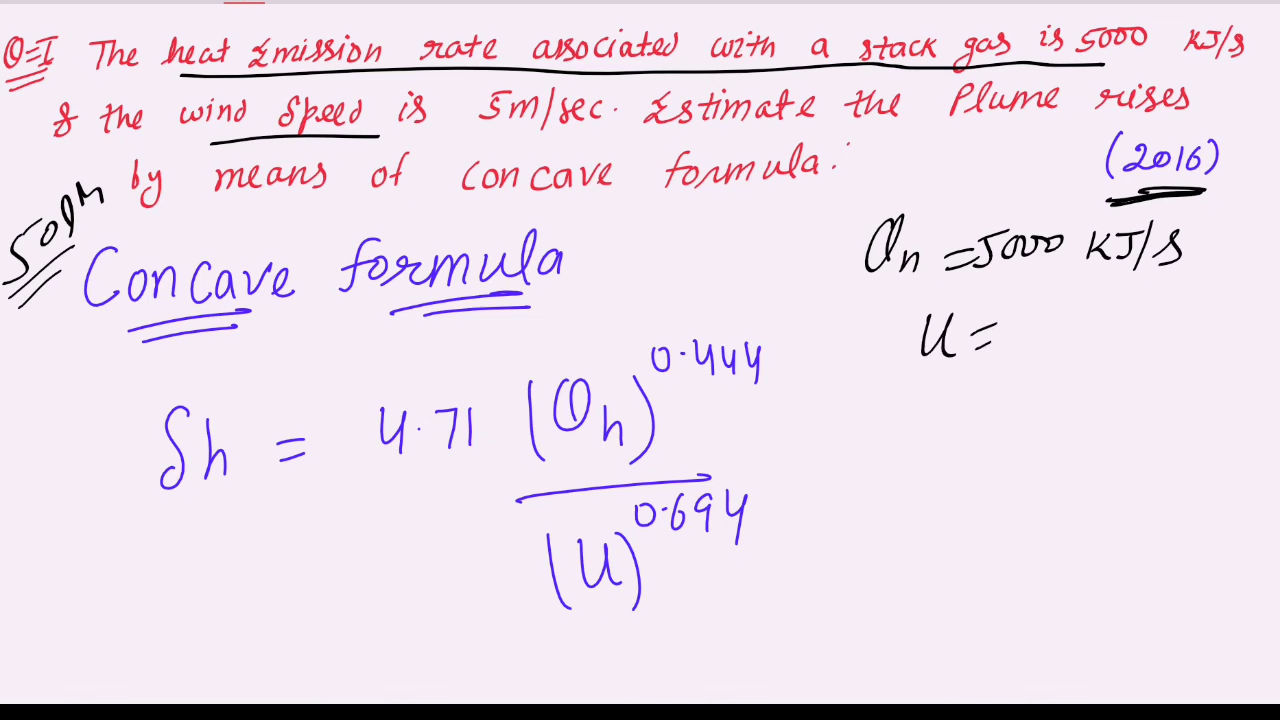 Q=I The heat Emission rate associated with a stack gas is 5000 KJ/s
& the wind Speed is 5m/sec. Estimate the Plume rises
by means of Concave formula.
(2016)
Soln
Concave formula
Qh = 5000 KJ/s
U =
δh = 4.71 (Qh)^0.444
(U)^0.694